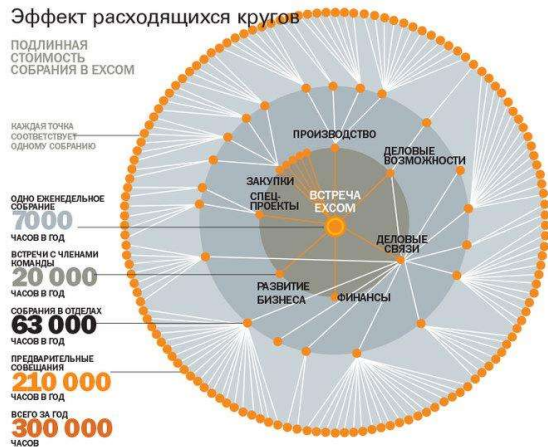 Эффект расходящихся кругов
ПОДЛИННАЯ
СТОИМОСТЬ
СОБРАНИЯ В EXCOM
КАЖДАЯ ТОЧКА
СООТВЕТСТВУЕТ
ОДНОМУ СОБРАНИЮ
ПРОИЗВОДСТВО
ДЕЛОВЫЕ
ВОЗМОЖНОСТИ
ЗАКУПКИ
ВСТРЕЧА
EXCOM
СПЕЦ-
ПРОЕКТЫ
ДЕЛОВЫЕ
СВЯЗИ
РАЗВИТИЕ
БИЗНЕСА
ФИНАНСЫ
ОДНО ЕЖЕНЕДЕЛЬНОЕ
СОБРАНИЕ
7000
ЧАСОВ В ГОД
ВСТРЕЧИ С ЧЛЕНАМИ
КОМАНДЫ
20 000
ЧАСОВ В ГОД
СОБРАНИЯ В ОТДЕЛАХ
63 000
ЧАСОВ В ГОД
ПРЕДВАРИТЕЛЬНЫЕ
СОВЕЩАНИЯ
210 000
ЧАСОВ В ГОД
ВСЕГО ЗА ГОД
300 000
ЧАСОВ